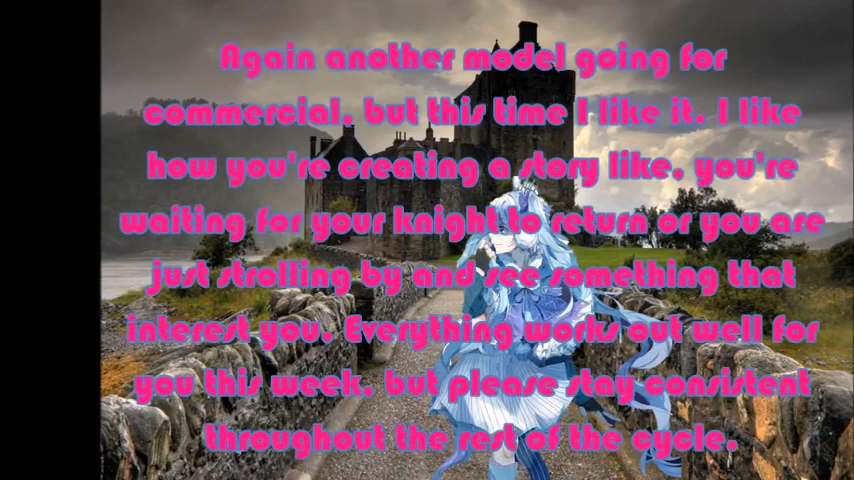 Again another model going for
commercial, but this time I like it. I like
how you're creating a story like, you're
waiting for your knight to return or you are
just strolling by and see something that
interest you. Everything works out well for
you this week, but please stay consistent
throughout the rest of the cycle.